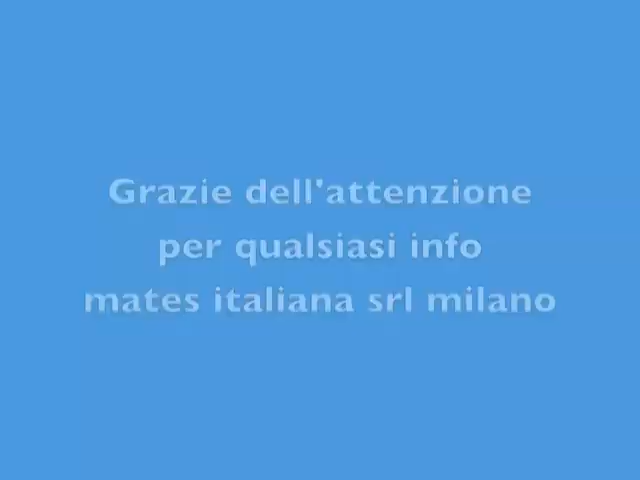 Grazie dell'attenzione
per qualsiasi info
mates italiana srl milano